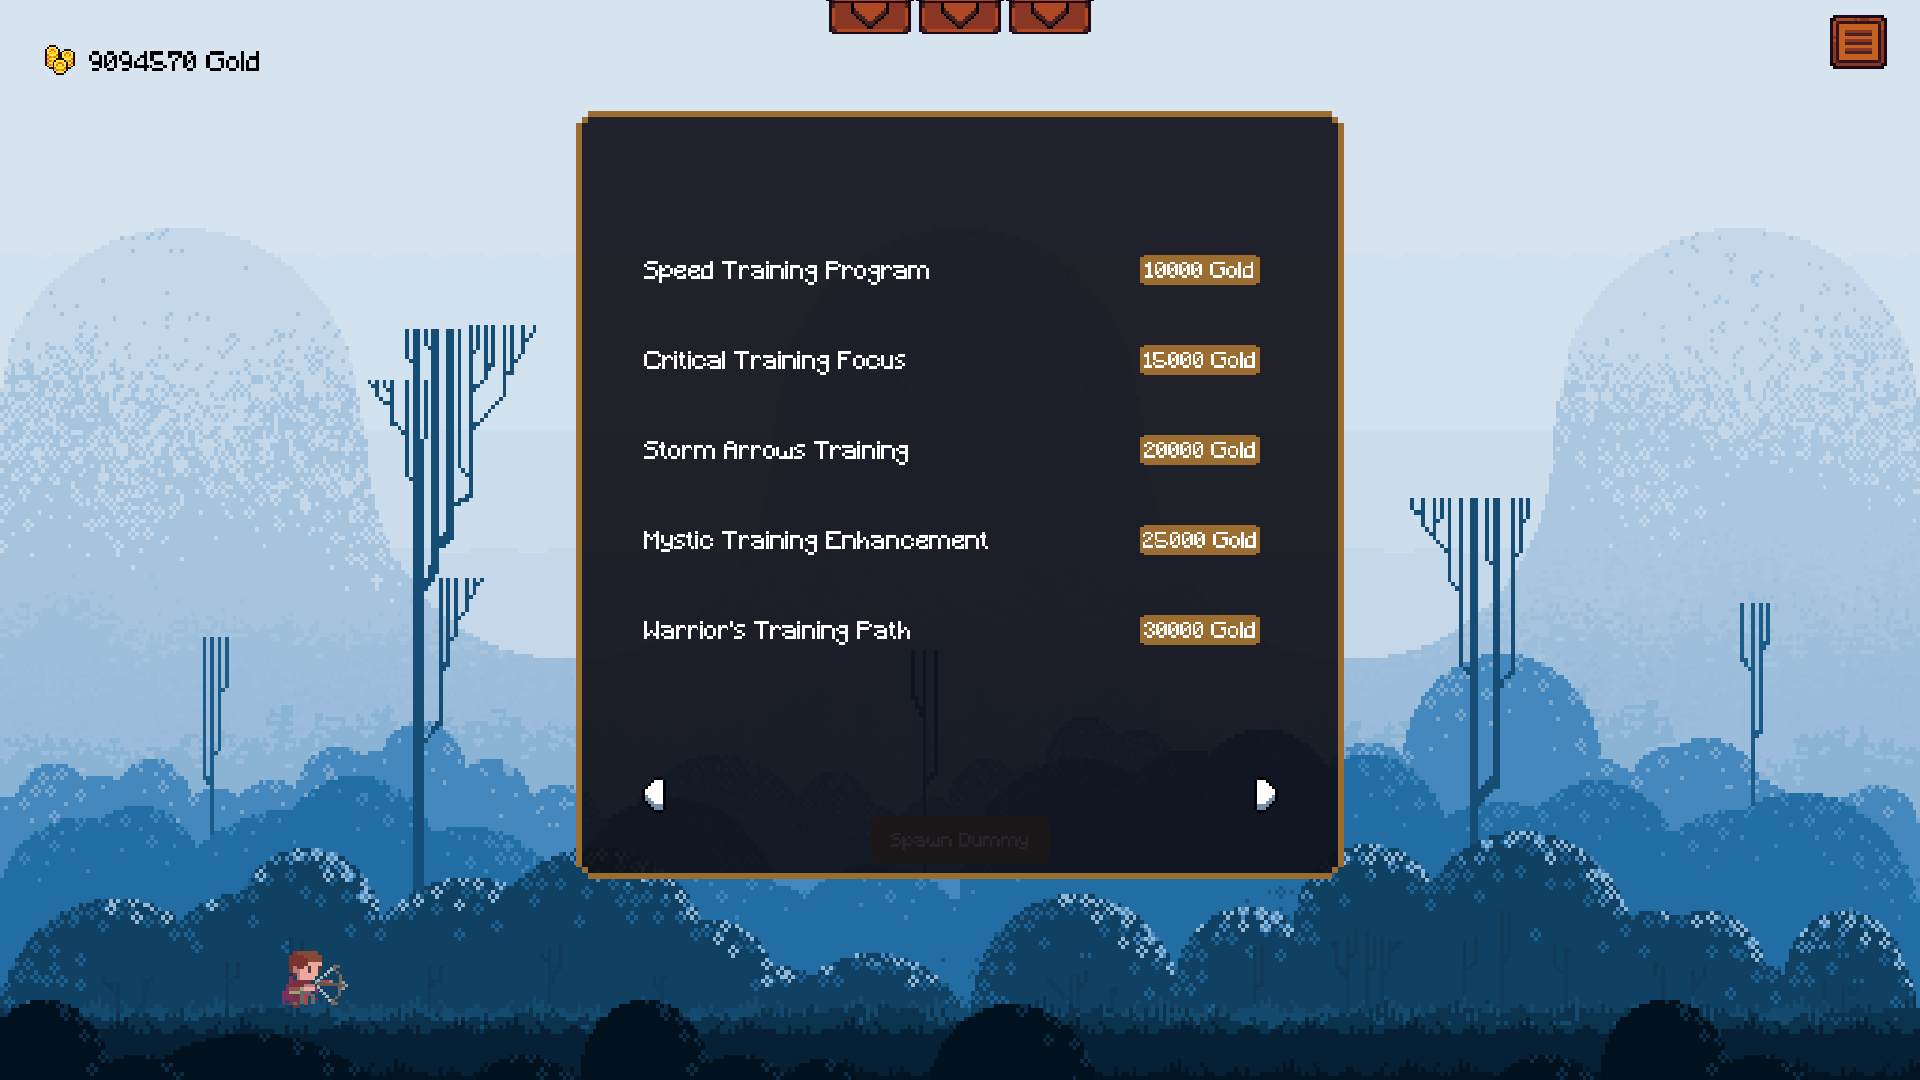 9094570 Gold
Speed Training Program 10000 Gold
Critical Training Focus 15000 Gold
Storm Arrows Training 20000 Gold
Mystic Training Enhancement 25000 Gold
Warrior's Training Path 30000 Gold
Spawn Dummy